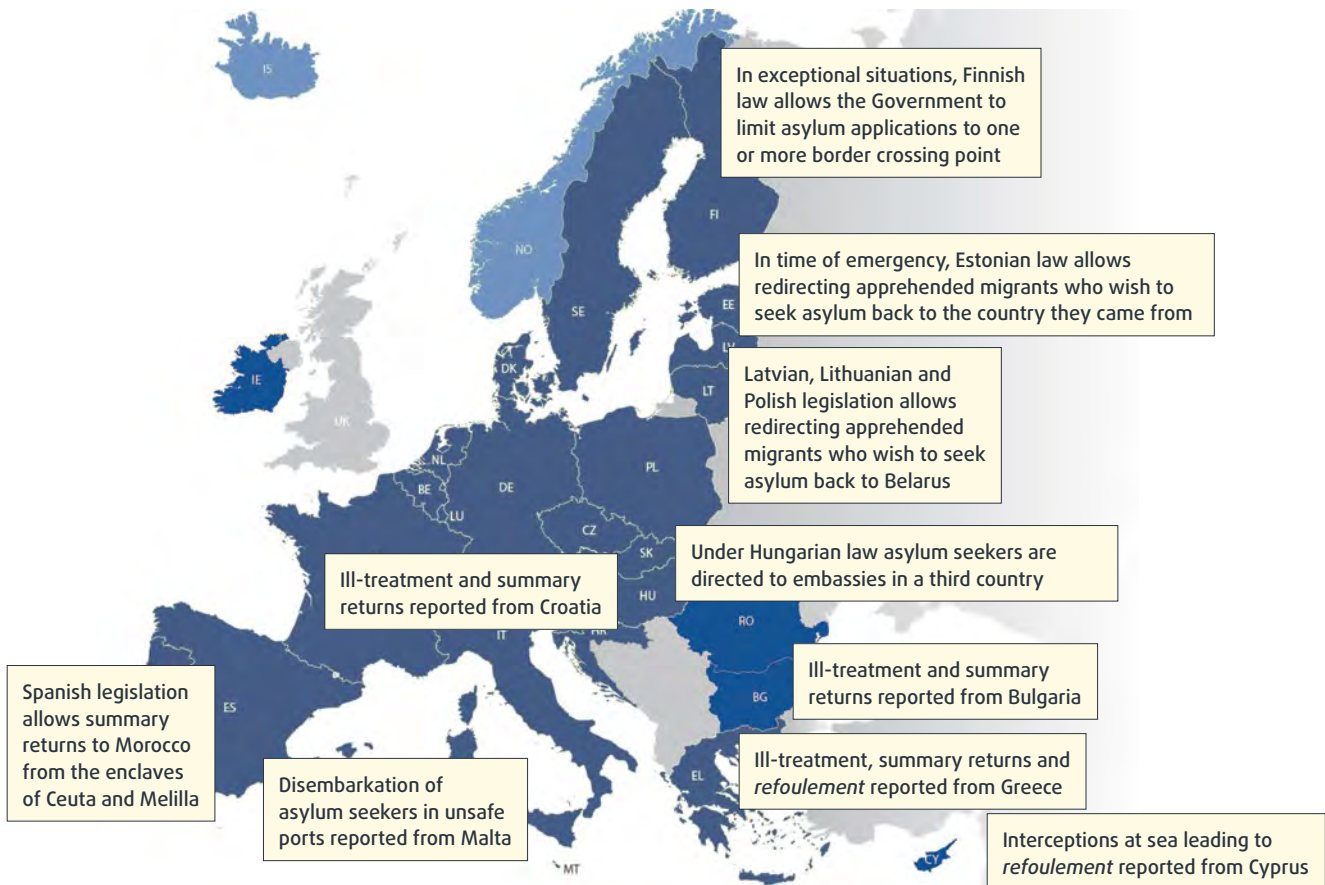 IS
In exceptional situations, Finnish
law allows the Government to
limit asylum applications to one
or more border crossing point
FI
NO
In time of emergency, Estonian law allows
redirecting apprehended migrants who wish to
seek asylum back to the country they came from
SE
EE
LV
DK
IE
LT
Latvian, Lithuanian and
Polish legislation allows
redirecting apprehended
migrants who wish to seek
asylum back to Belarus
UK
NL
PL
BE
DE
LU
CZ
SK
Under Hungarian law asylum seekers are
directed to embassies in a third country
Ill-treatment and summary
returns reported from Croatia
HU
IT
HR
RO
Ill-treatment and summary
returns reported from Bulgaria
BG
Spanish legislation
allows summary
returns to Morocco
from the enclaves
of Ceuta and Melilla
ES
Ill-treatment, summary returns and
refoulement reported from Greece
EL
Disembarkation of
asylum seekers in unsafe
ports reported from Malta
MT
Interceptions at sea leading to
refoulement reported from Cyprus
CY